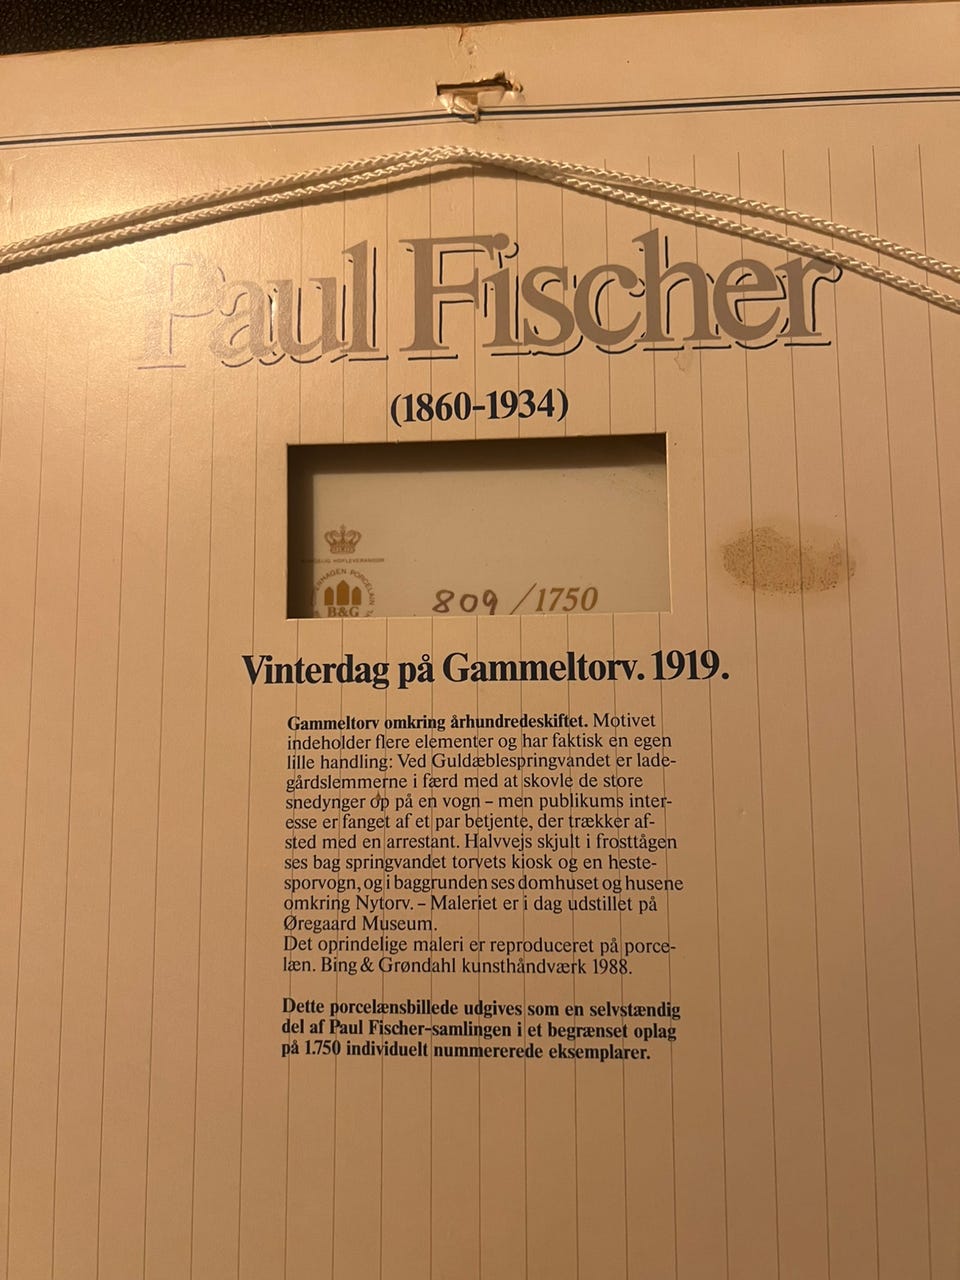 Paul Fischer
(1860-1934)
HOFLEVERANDØR
PORCELAIN
B&G
809 /1750
Vinterdag på Gammeltorv. 1919.
Gammeltorv omkring århundredeskiftet. Motivet
indeholder flere elementer og har faktisk en egen
lille handling: Ved Guldæblespringvandet er lade-
gårdslemmerne i færd med at skovle de store
snedynger op på en vogn – men publikums inter-
esse er fanget af et par betjente, der trækker af-
sted med en arrestant. Halvvejs skjult i frosttågen
ses bag springvandet torvets kiosk og en heste-
sporvogn, og i baggrunden ses domhuset og husene
omkring Nytorv. – Maleriet er i dag udstillet på
Øregaard Museum.
Det oprindelige maleri er reproduceret på porce-
læn. Bing & Grøndahl kunsthåndværk 1988.
Dette porcelænsbillede udgives som en selvstændig
del af Paul Fischer-samlingen i et begrænset oplag
på 1.750 individuelt nummererede eksemplarer.